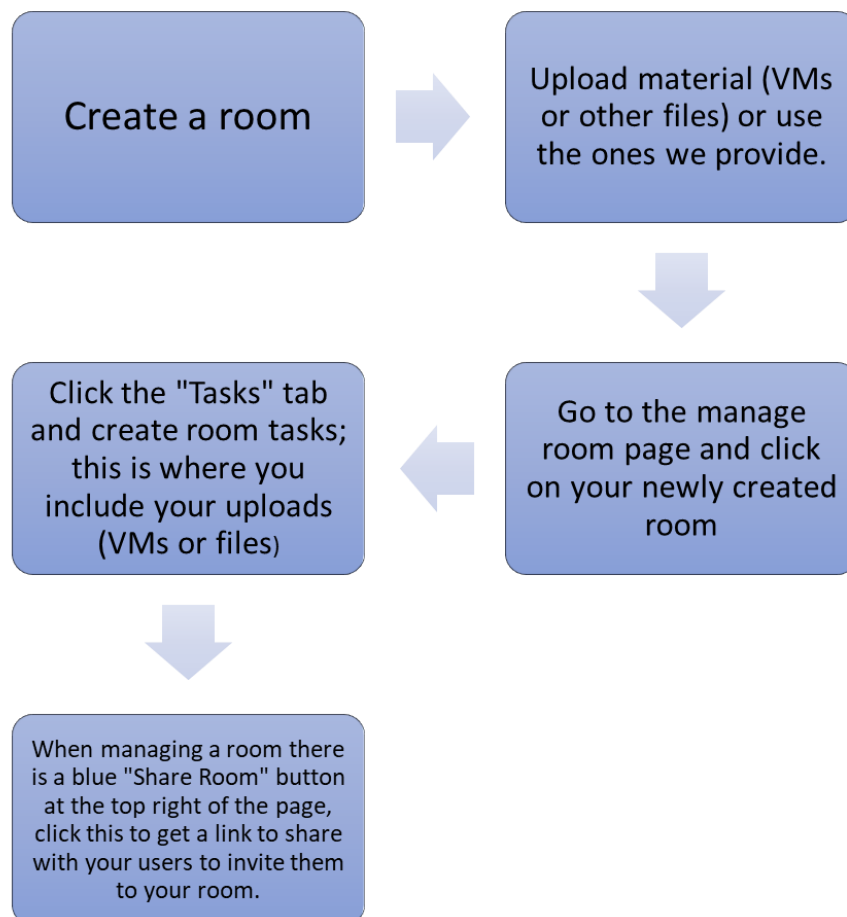 Create a room
Upload material (VMs
or other files) or use
the ones we provide.
Go to the manage
room page and click
on your newly created
room
Click the "Tasks" tab
and create room tasks;
this is where you
include your uploads
(VMs or files)
When managing a room there
is a blue "Share Room" button
at the top right of the page,
click this to get a link to share
with your users to invite them
to your room.